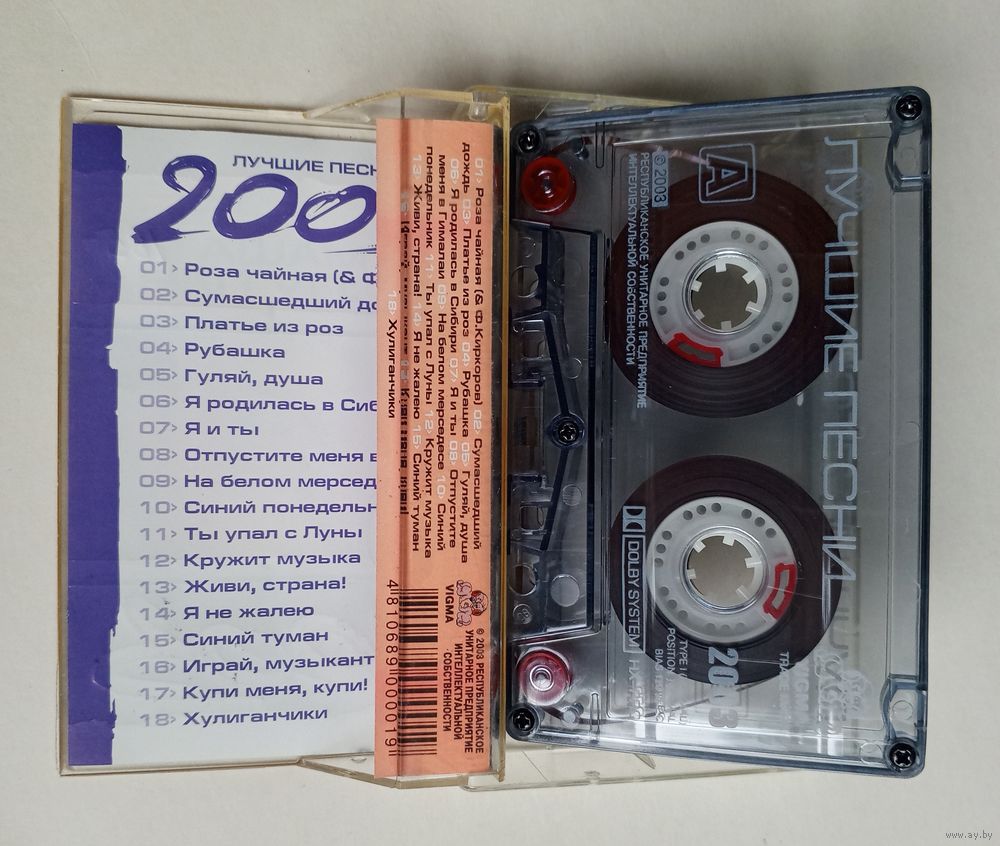 ЛУЧШИЕ ПЕСН
200
01› Роза чайная (& Ф
02› Сумасшедший до
03› Платье из роз
04› Рубашка
05› Гуляй, душа
06› Я родилась в Сиб
07› Я и ты
08› Отпустите меня в
09› На белом мерсед
10› Синий понедельн
11› Ты упал с Луны
12› Кружит музыка
13› Живи, страна!
14› Я не жалею
15› Синий туман
16› Играй, музыкант
17› Купи меня, купи!
18› Хулиганчики
01› Роза чайная (& Ф.Киркоров) 02› Сумасшедший
дождь 03› Платье из роз 04› Рубашка 05› Гуляй, душа
06› Я родилась в Сибири 07› Я и ты 08› Отпустите
меня в Гималаи 09› На белом мерседесе 10› Синий
понедельник 11› Ты упал с Луны 12› Кружит музыка
13› Живи, страна! 14› Я не жалею 15› Синий туман
18› Хулиганчики
VIGMA
© 2003 РЕСПУБЛИКАНСКОЕ
УНИТАРНОЕ ПРЕДПРИЯТИЕ
ИНТЕЛЛЕКТУАЛЬНОЙ
СОБСТВЕННОСТИ
4 810689 000019
A
© 2003
РЕСПУБЛИКАНСКОЕ УНИТАРНОЕ ПРЕДПРИЯТИЕ
ИНТЕЛЛЕКТУАЛЬНОЙ СОБСТВЕННОСТИ
ЛУЧШИЕ ПЕСНИ
2003
DOLBY SYSTEM
TYPE I
POSITION
www.ay.by